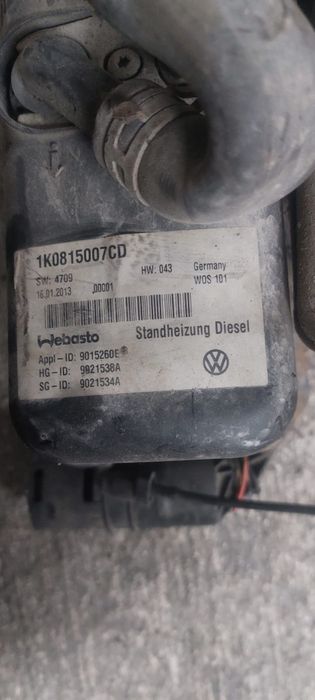 1K0815007CD
SW: 4709 HW: 043 Germany
16.01.2013 .00001 WOS 101
Webasto Standheizung Diesel
Appl-ID: 9015260E
HG-ID: 9021538A
SG-ID: 9021534A